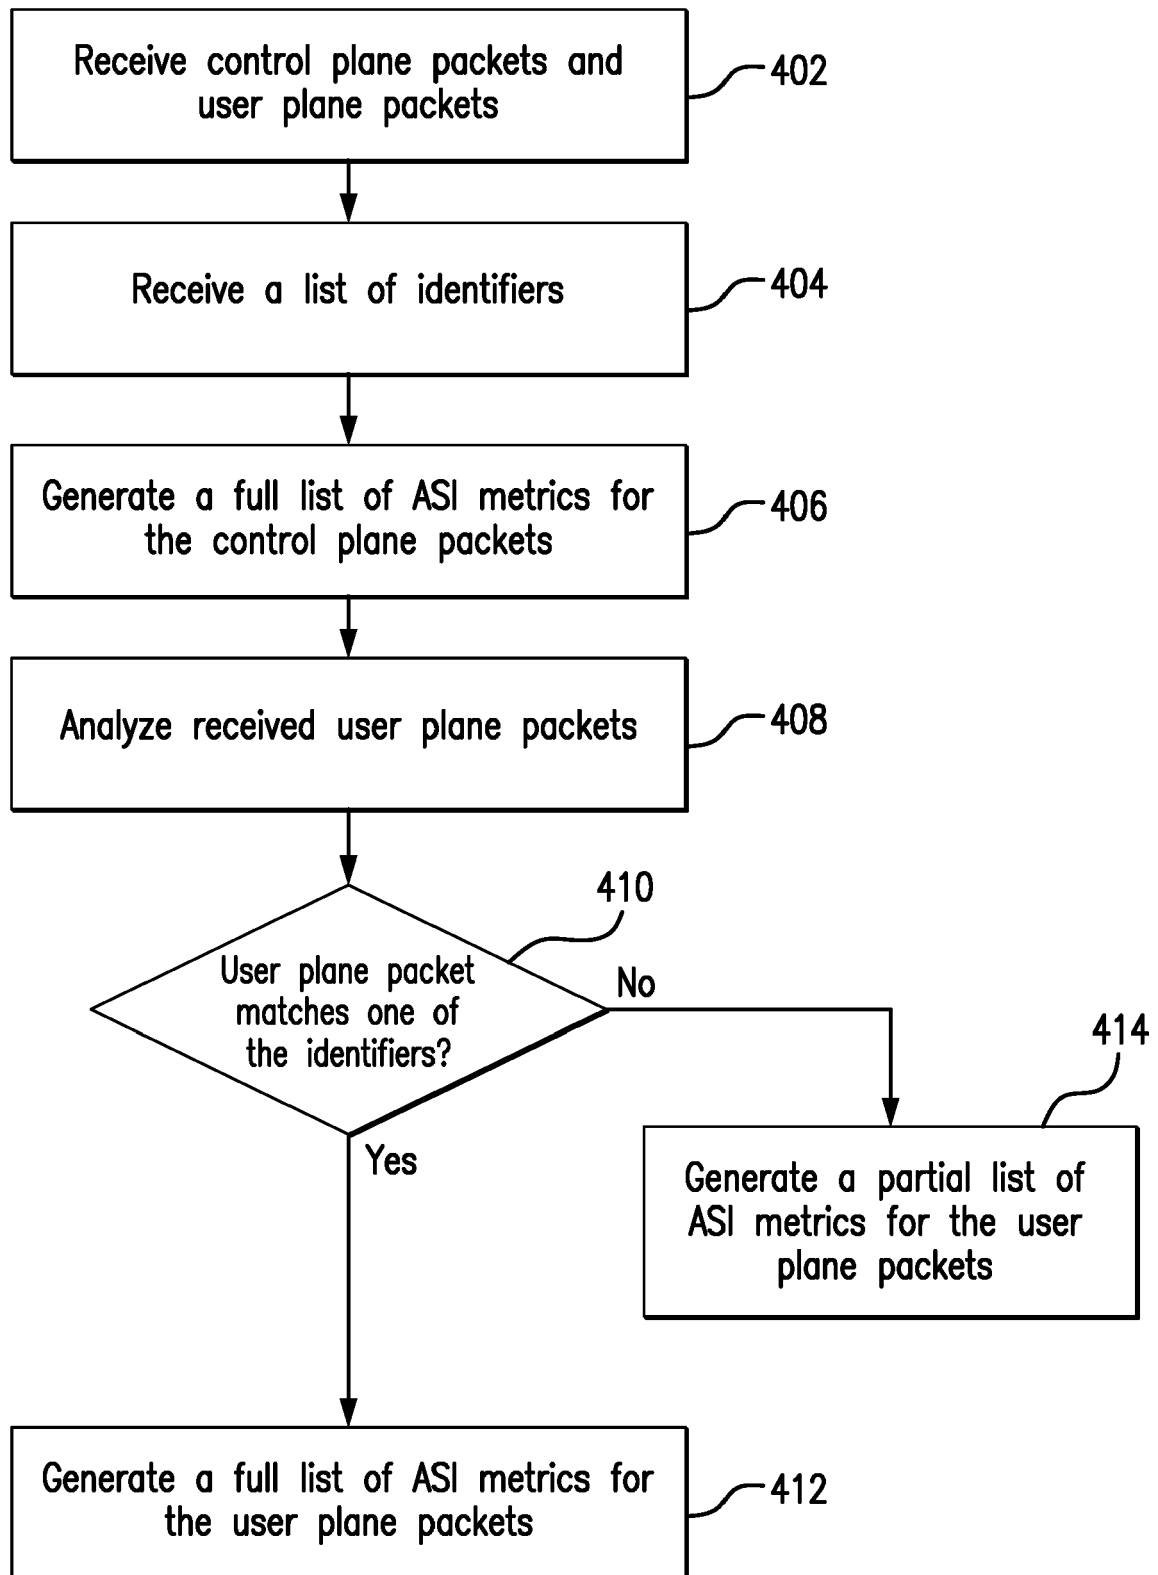 Receive control plane packets and
user plane packets
402
Receive a list of identifiers
404
Generate a full list of ASI metrics for
the control plane packets
406
Analyze received user plane packets
408
410
User plane packet
matches one of
the identifiers?
No
Yes
414
Generate a partial list of
ASI metrics for the user
plane packets
Generate a full list of ASI metrics for
the user plane packets
412